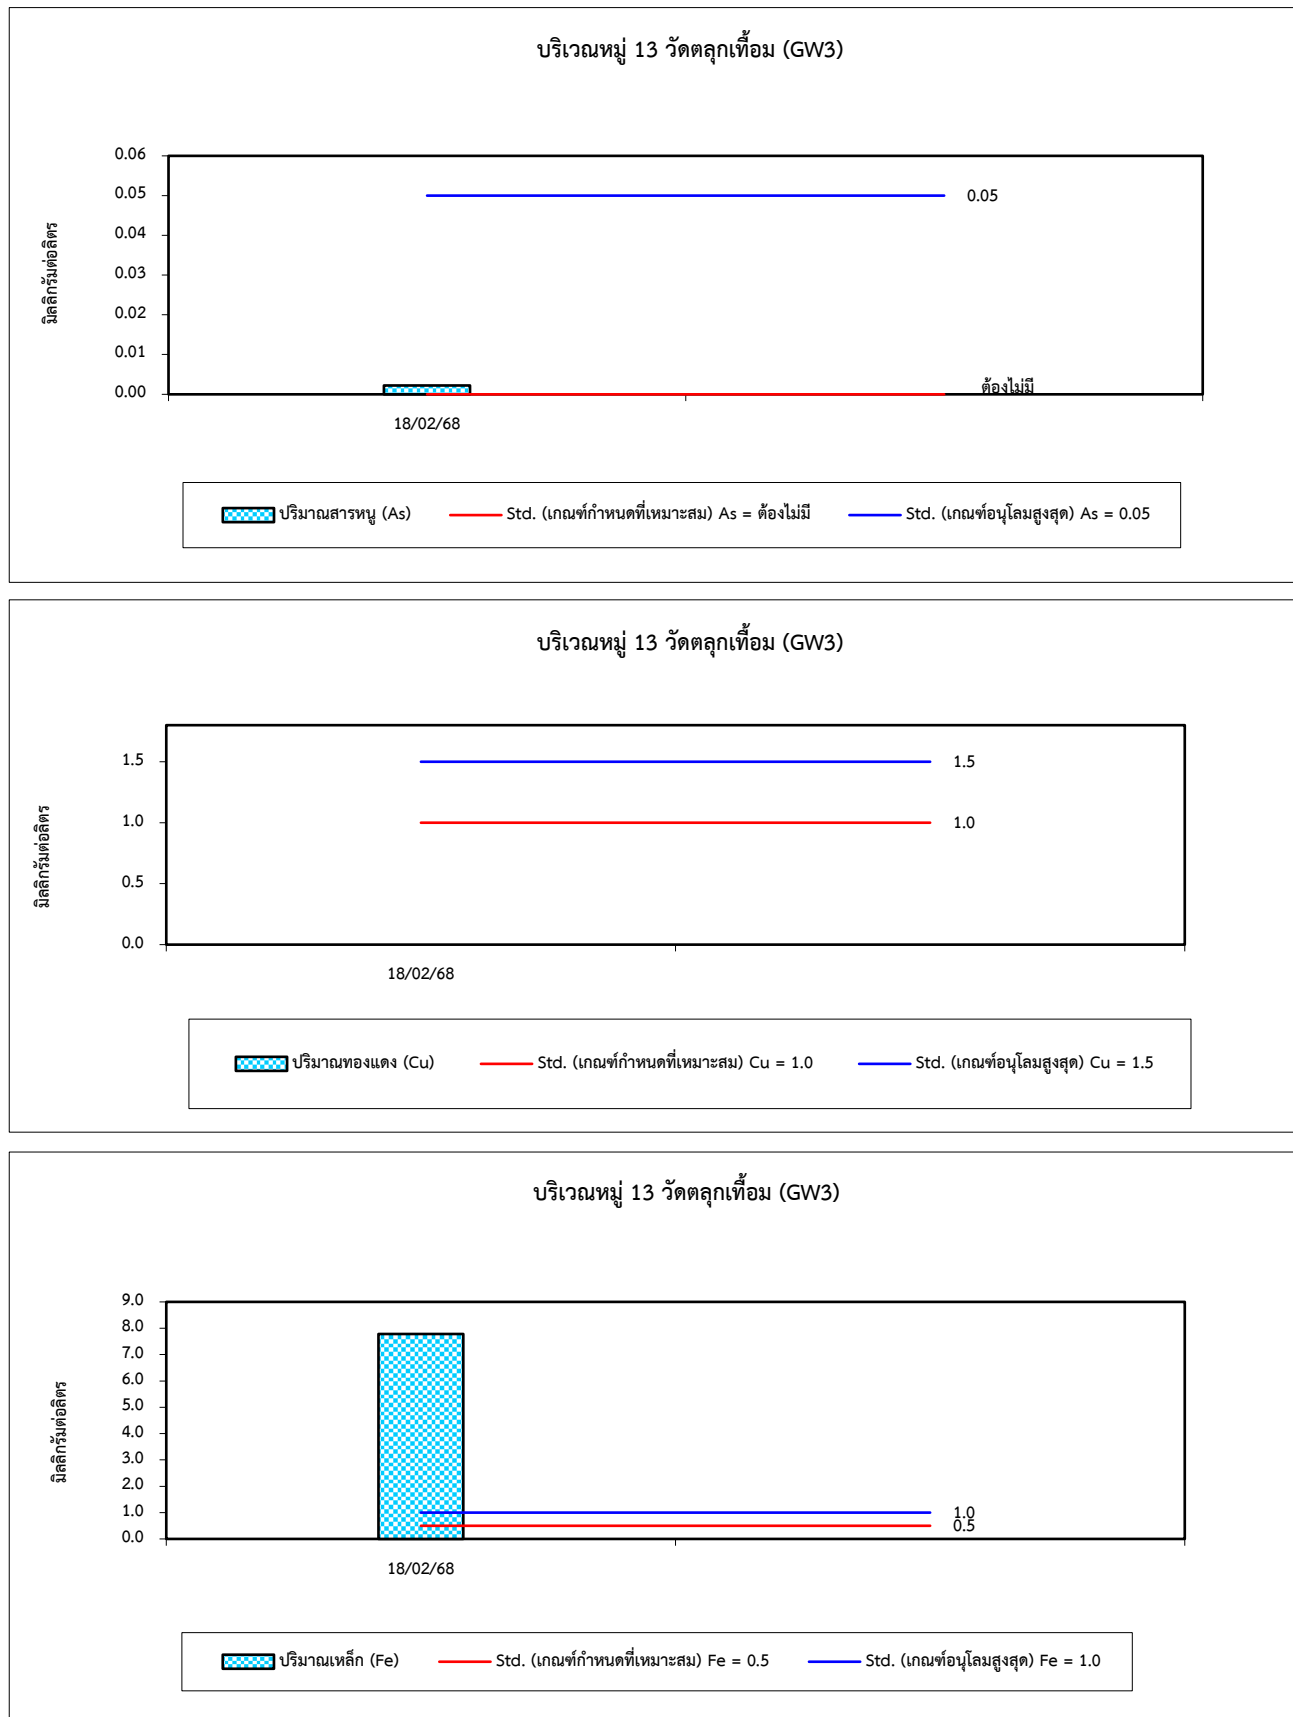 บริเวณหมู่ 13 วัดตลุกเทื้อม (GW3)
มิลลิกรัมต่อลิตร
0.06
0.05
0.04
0.03
0.02
0.01
0.00
0.05
ต้องไม่มี
18/02/68
ปริมาณสารหนู (As) Std. (เกณฑ์กำหนดที่เหมาะสม) As = ต้องไม่มี Std. (เกณฑ์อนุโลมสูงสุด) As = 0.05
บริเวณหมู่ 13 วัดตลุกเทื้อม (GW3)
มิลลิกรัมต่อลิตร
1.5
1.0
0.5
0.0
1.5
1.0
18/02/68
ปริมาณทองแดง (Cu) Std. (เกณฑ์กำหนดที่เหมาะสม) Cu = 1.0 Std. (เกณฑ์อนุโลมสูงสุด) Cu = 1.5
บริเวณหมู่ 13 วัดตลุกเทื้อม (GW3)
มิลลิกรัมต่อลิตร
9.0
8.0
7.0
6.0
5.0
4.0
3.0
2.0
1.0
0.0
1.0
0.5
18/02/68
ปริมาณเหล็ก (Fe) Std. (เกณฑ์กำหนดที่เหมาะสม) Fe = 0.5 Std. (เกณฑ์อนุโลมสูงสุด) Fe = 1.0